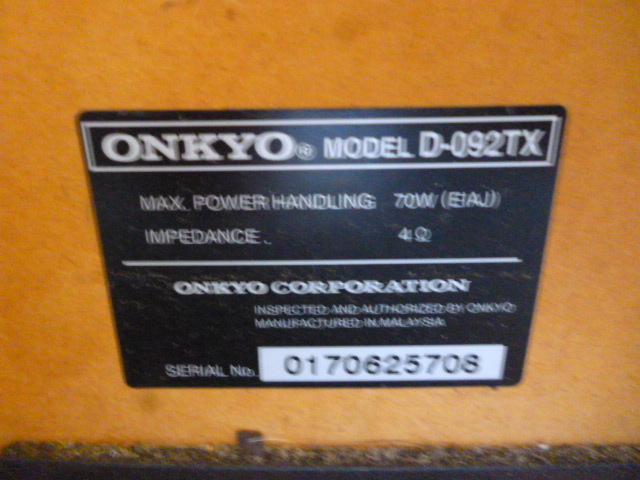 ONKYO® MODEL D-092TX
MAX. POWER HANDLING 70W (EIAJ)
IMPEDANCE. 4Ω
ONKYO CORPORATION
INSPECTED AND AUTHORIZED BY ONKYO
MANUFACTURED IN MALAYSIA
SERIAL No. 0170625708